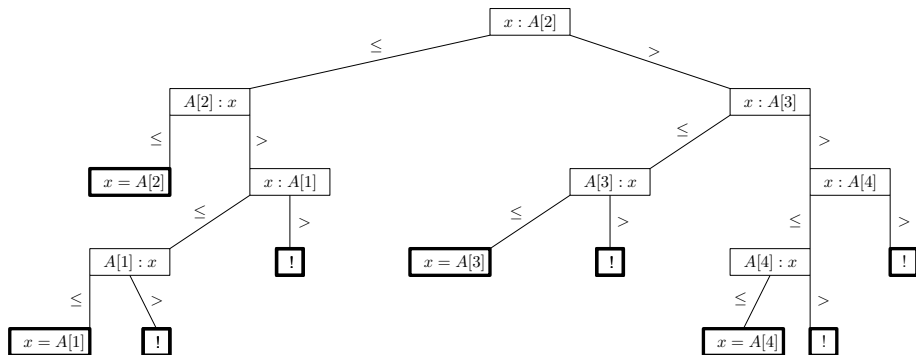 x : A[2]
≤ >
A[2] : x x : A[3]
≤ > ≤ >
x = A[2] x : A[1] A[3] : x x : A[4]
≤ > ≤ > ≤ >
A[1] : x ! x = A[3] ! A[4] : x !
≤ > ≤ >
x = A[1] ! x = A[4] !